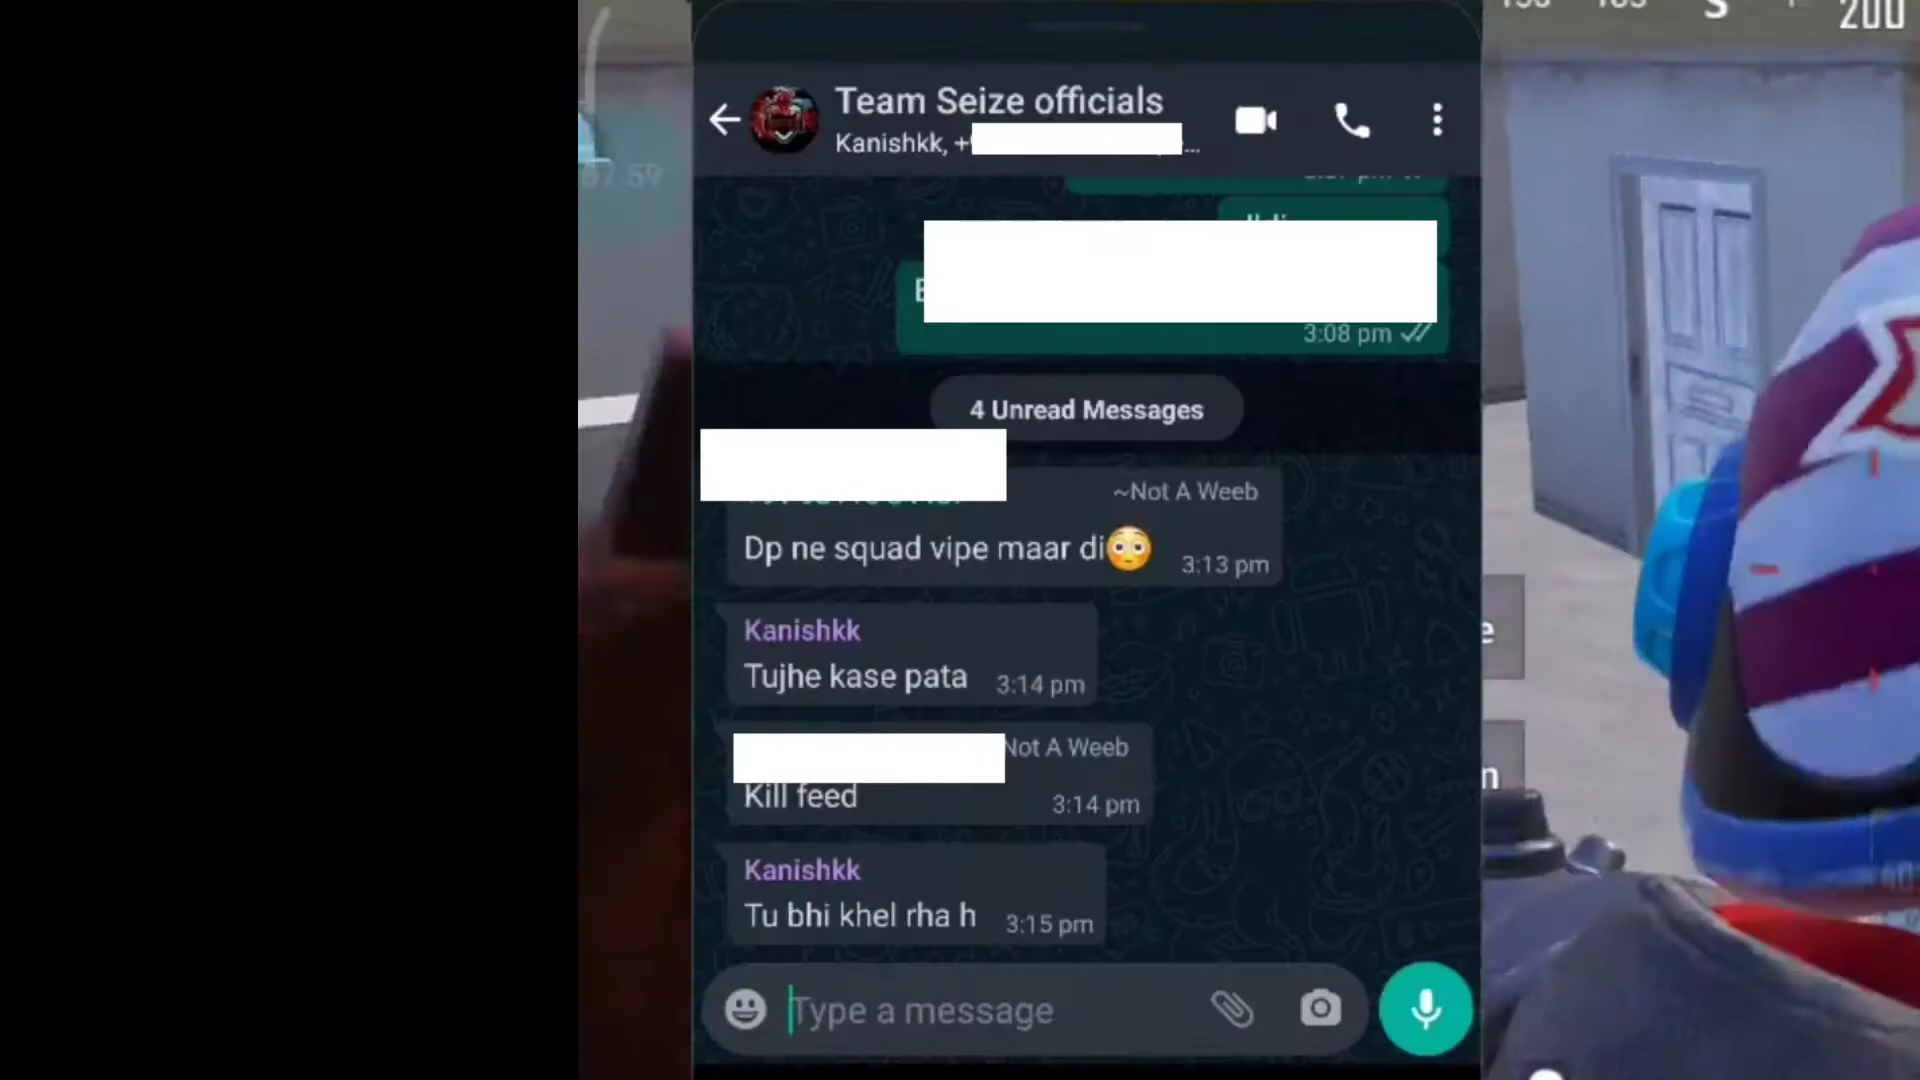 S
200
57 59
Team Seize officials
Kanishkk, +
...
3:08 pm
4 Unread Messages
~Not A Weeb
Dp ne squad vipe maar di😳
3:13 pm
Kanishkk
Tujhe kase pata
3:14 pm
Not A Weeb
Kill feed
3:14 pm
Kanishkk
Tu bhi khel rha h
3:15 pm
Type a message